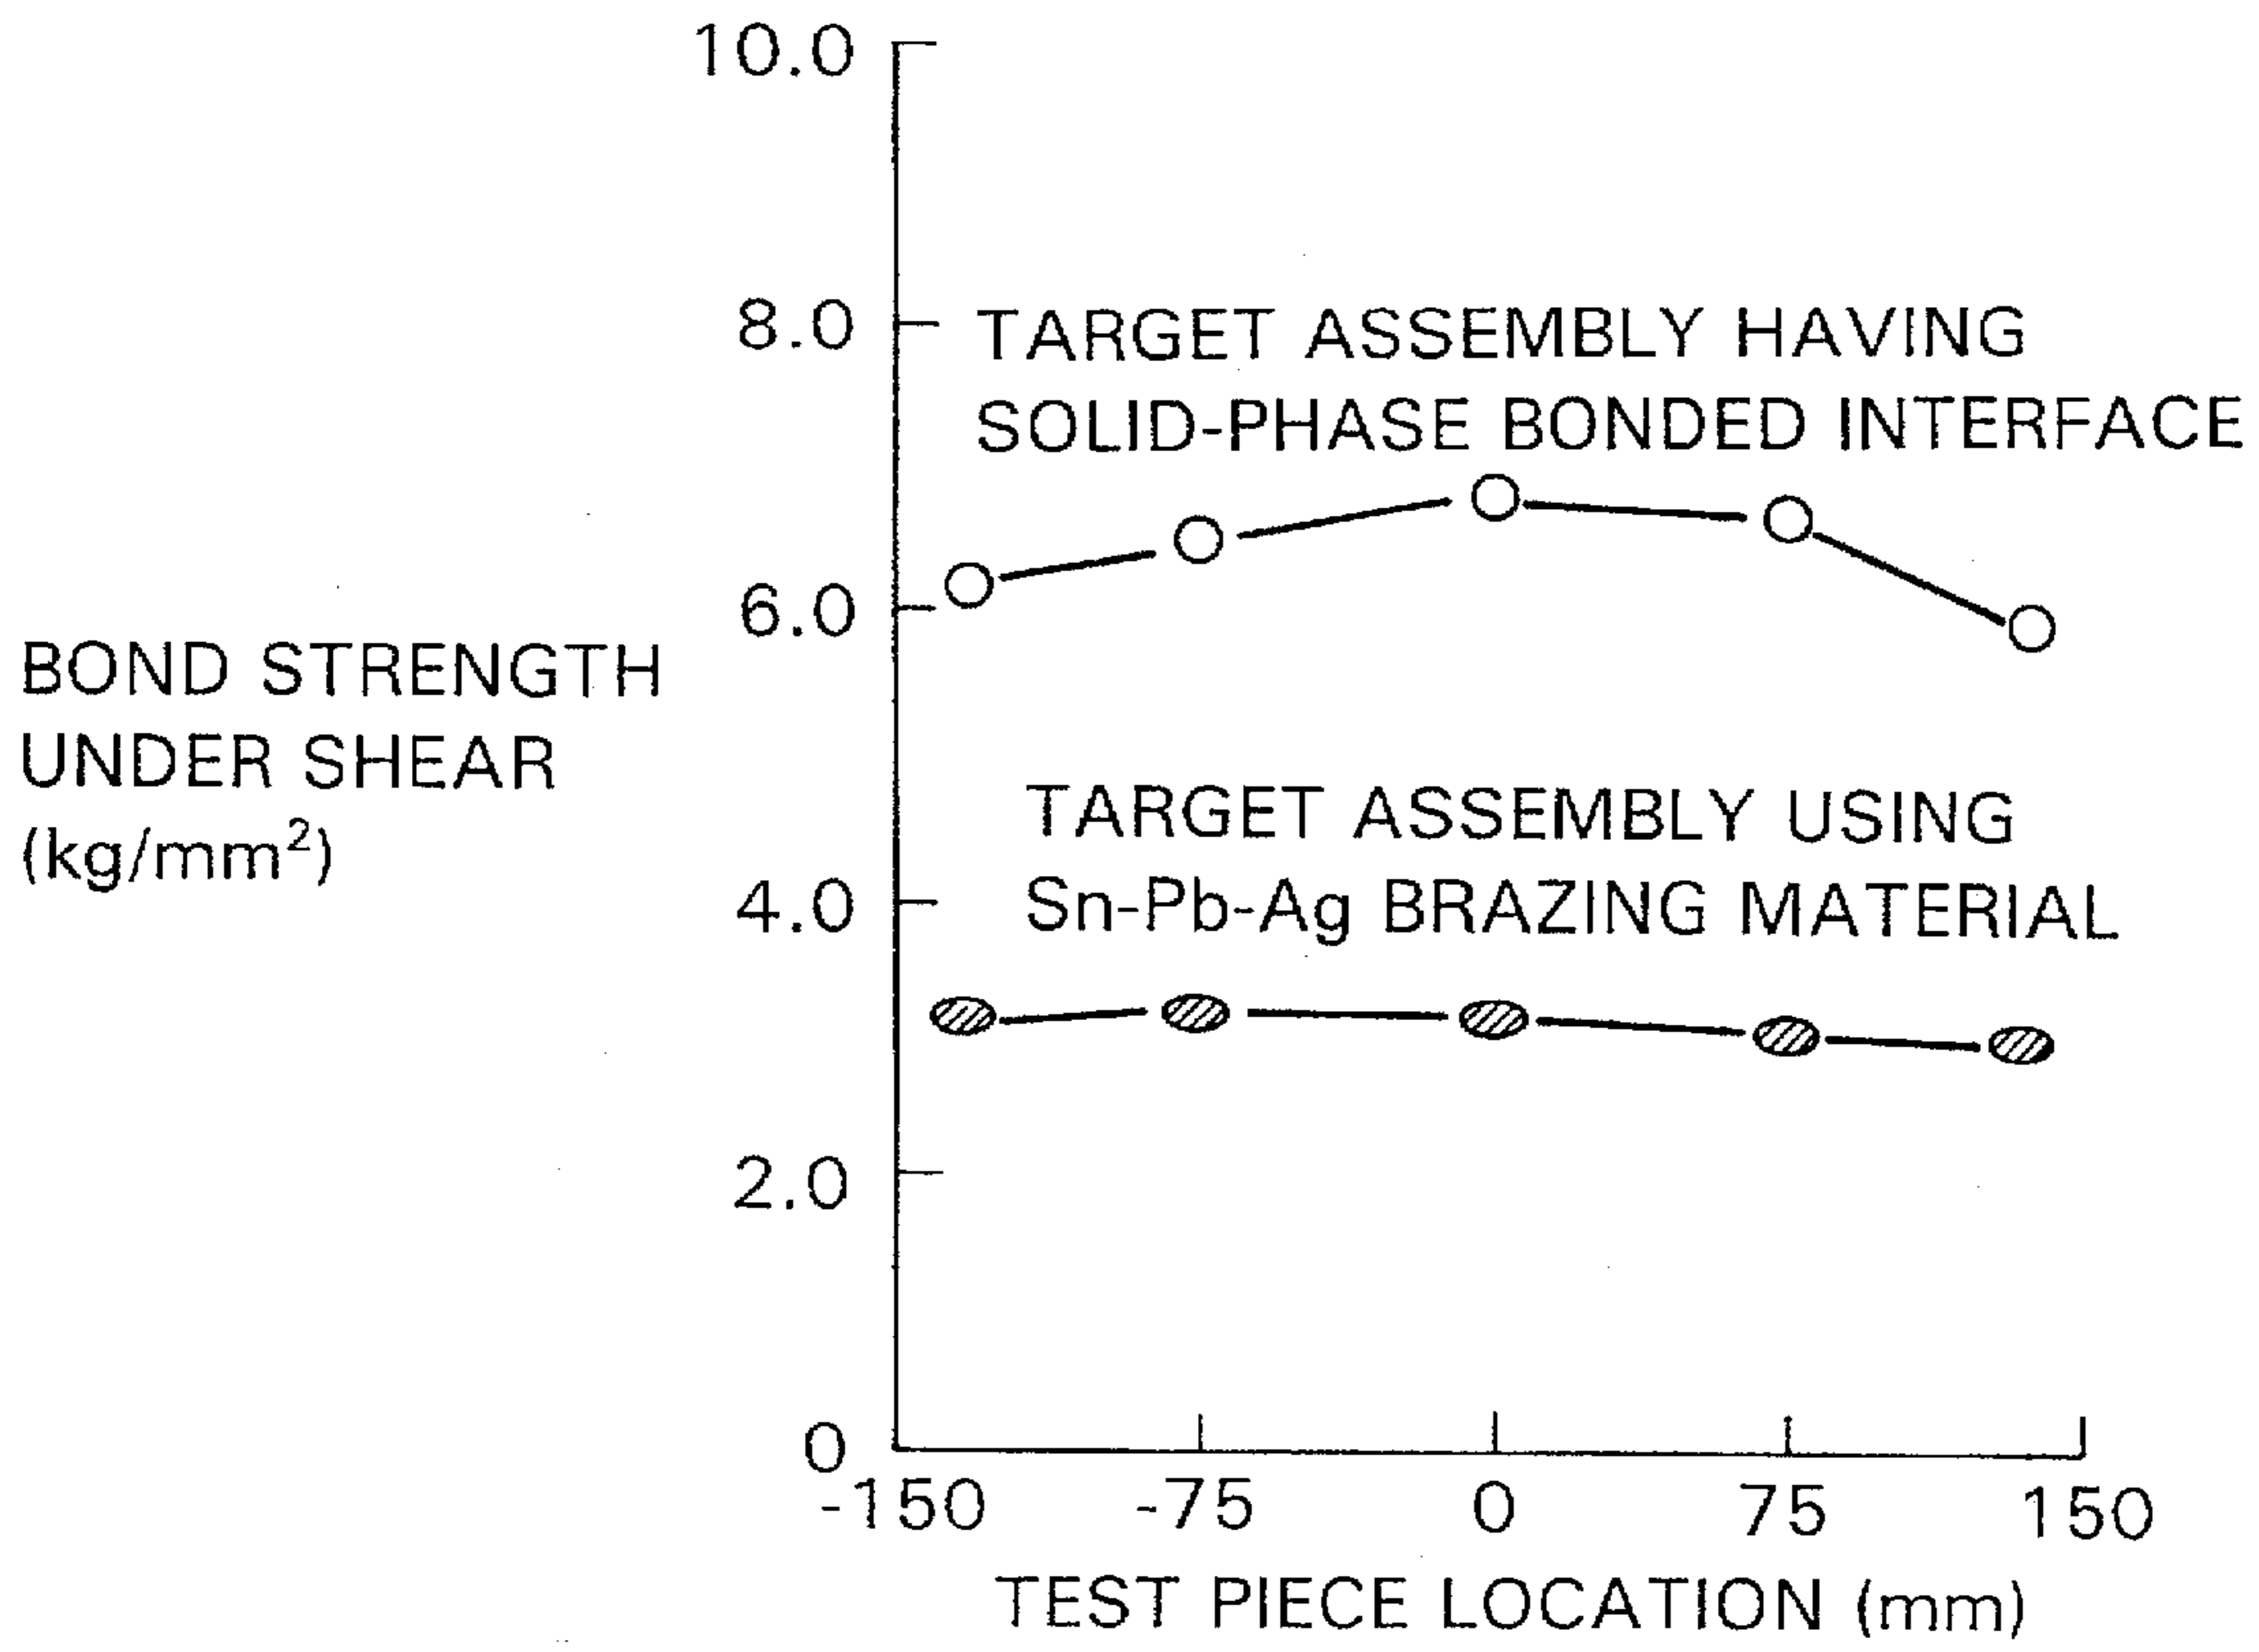 10.0
8.0
TARGET ASSEMBLY HAVING
SOLID-PHASE BONDED INTERFACE
6.0
BOND STRENGTH
UNDER SHEAR
(kg/mm²)
TARGET ASSEMBLY USING
4.0
Sn-Pb-Ag BRAZING MATERIAL
2.0
0
-150 -75 0 75 150
TEST PIECE LOCATION (mm)